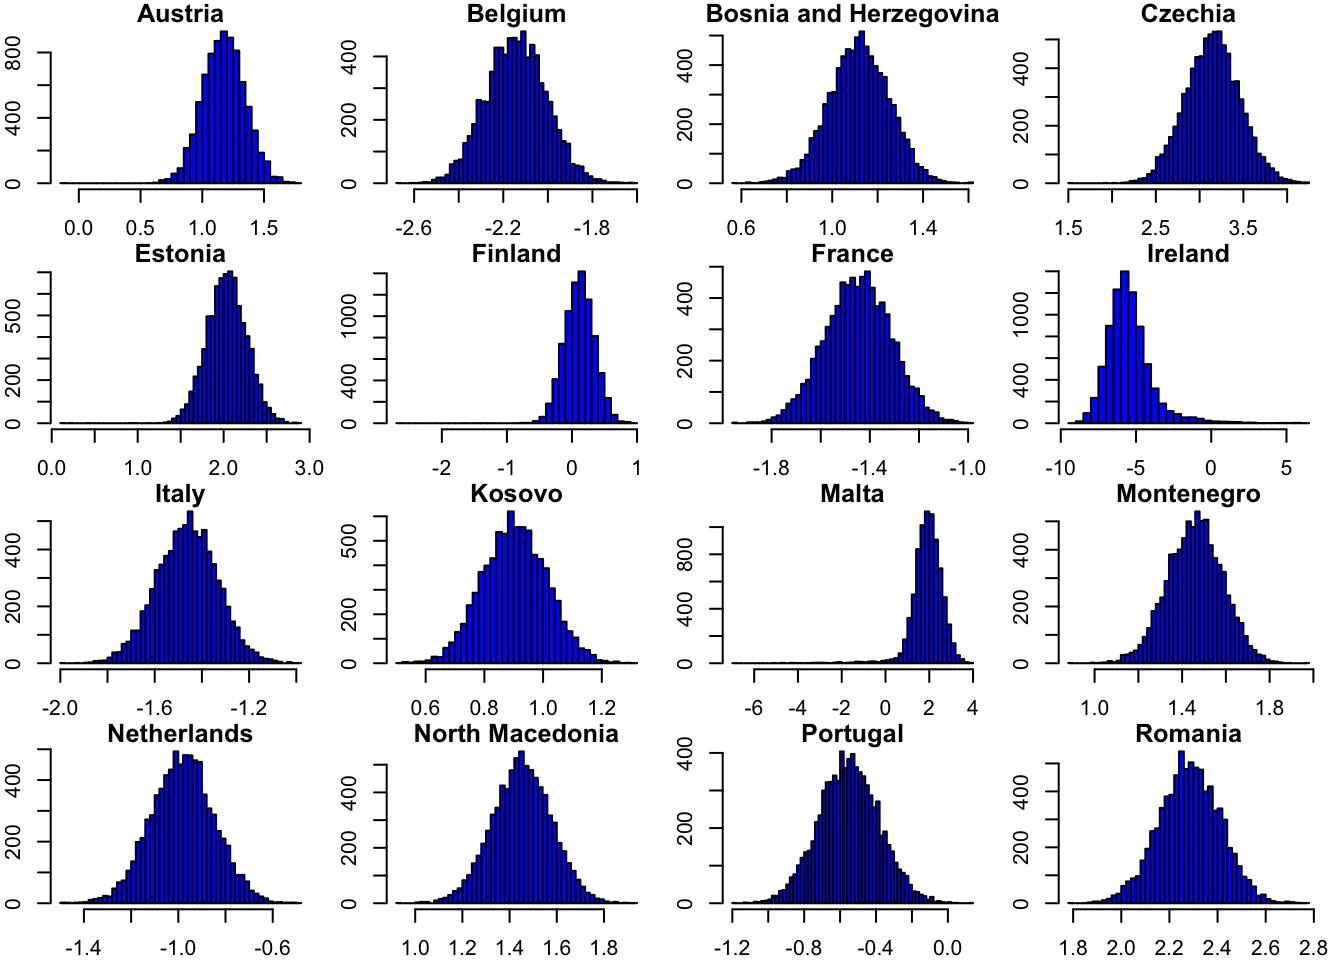 Austria Belgium Bosnia and Herzegovina Czechia
0 400 800
0.0 0.5 1.0 1.5
0 200 400
-2.6 -2.2 -1.8
0 200 400
0.6 1.0 1.4
0 200 400
1.5 2.5 3.5
Estonia Finland France Ireland
0 200 500
0.0 1.0 2.0 3.0
0 400 1000
-2 -1 0 1
0 200 400
-1.8 -1.4 -1.0
0 400 1000
-10 -5 0 5
Italy Kosovo Malta Montenegro
0 200 400
-2.0 -1.6 -1.2
0 200 500
0.6 0.8 1.0 1.2
0 400 800
-6 -4 -2 0 2 4
0 200 400
1.0 1.4 1.8
Netherlands North Macedonia Portugal Romania
0 200 400
-1.4 -1.0 -0.6
0 200 400
1.0 1.2 1.4 1.6 1.8
0 200 400
-1.2 -0.8 -0.4 0.0
0 200 400
1.8 2.0 2.2 2.4 2.6 2.8